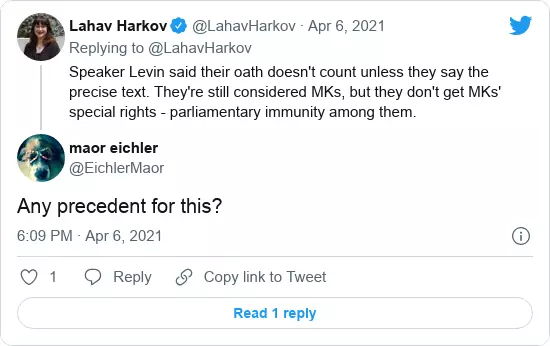 Lahav Harkov @LahavHarkov · Apr 6, 2021
Replying to @LahavHarkov
Speaker Levin said their oath doesn't count unless they say the
precise text. They're still considered MKs, but they don't get MKs'
special rights - parliamentary immunity among them.
maor eichler
@EichlerMaor
Any precedent for this?
6:09 PM · Apr 6, 2021
1 Reply Copy link to Tweet
Read 1 reply